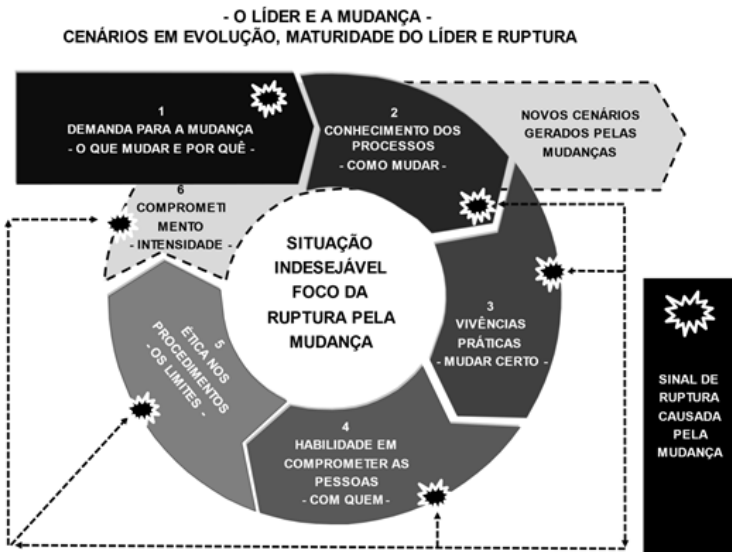 - O LÍDER E A MUDANÇA -
CENÁRIOS EM EVOLUÇÃO, MATURIDADE DO LÍDER E RUPTURA
1
DEMANDA PARA A MUDANÇA
- O QUE MUDAR E POR QUÊ -
2
CONHECIMENTO DOS
PROCESSOS
- COMO MUDAR -
NOVOS CENÁRIOS
GERADOS PELAS
MUDANÇAS
6
COMPROMETI
MENTO
- INTENSIDADE -
SITUAÇÃO
INDESEJÁVEL
FOCO DA
RUPTURA PELA
MUDANÇA
3
VIVÊNCIAS
PRÁTICAS
- MUDAR CERTO -
5
ÉTICA NOS
PROCEDIMENTOS
- OS LIMITES -
4
HABILIDADE EM
COMPROMETER AS
PESSOAS
- COM QUEM -
SINAL DE
RUPTURA
CAUSADA
PELA
MUDANÇA